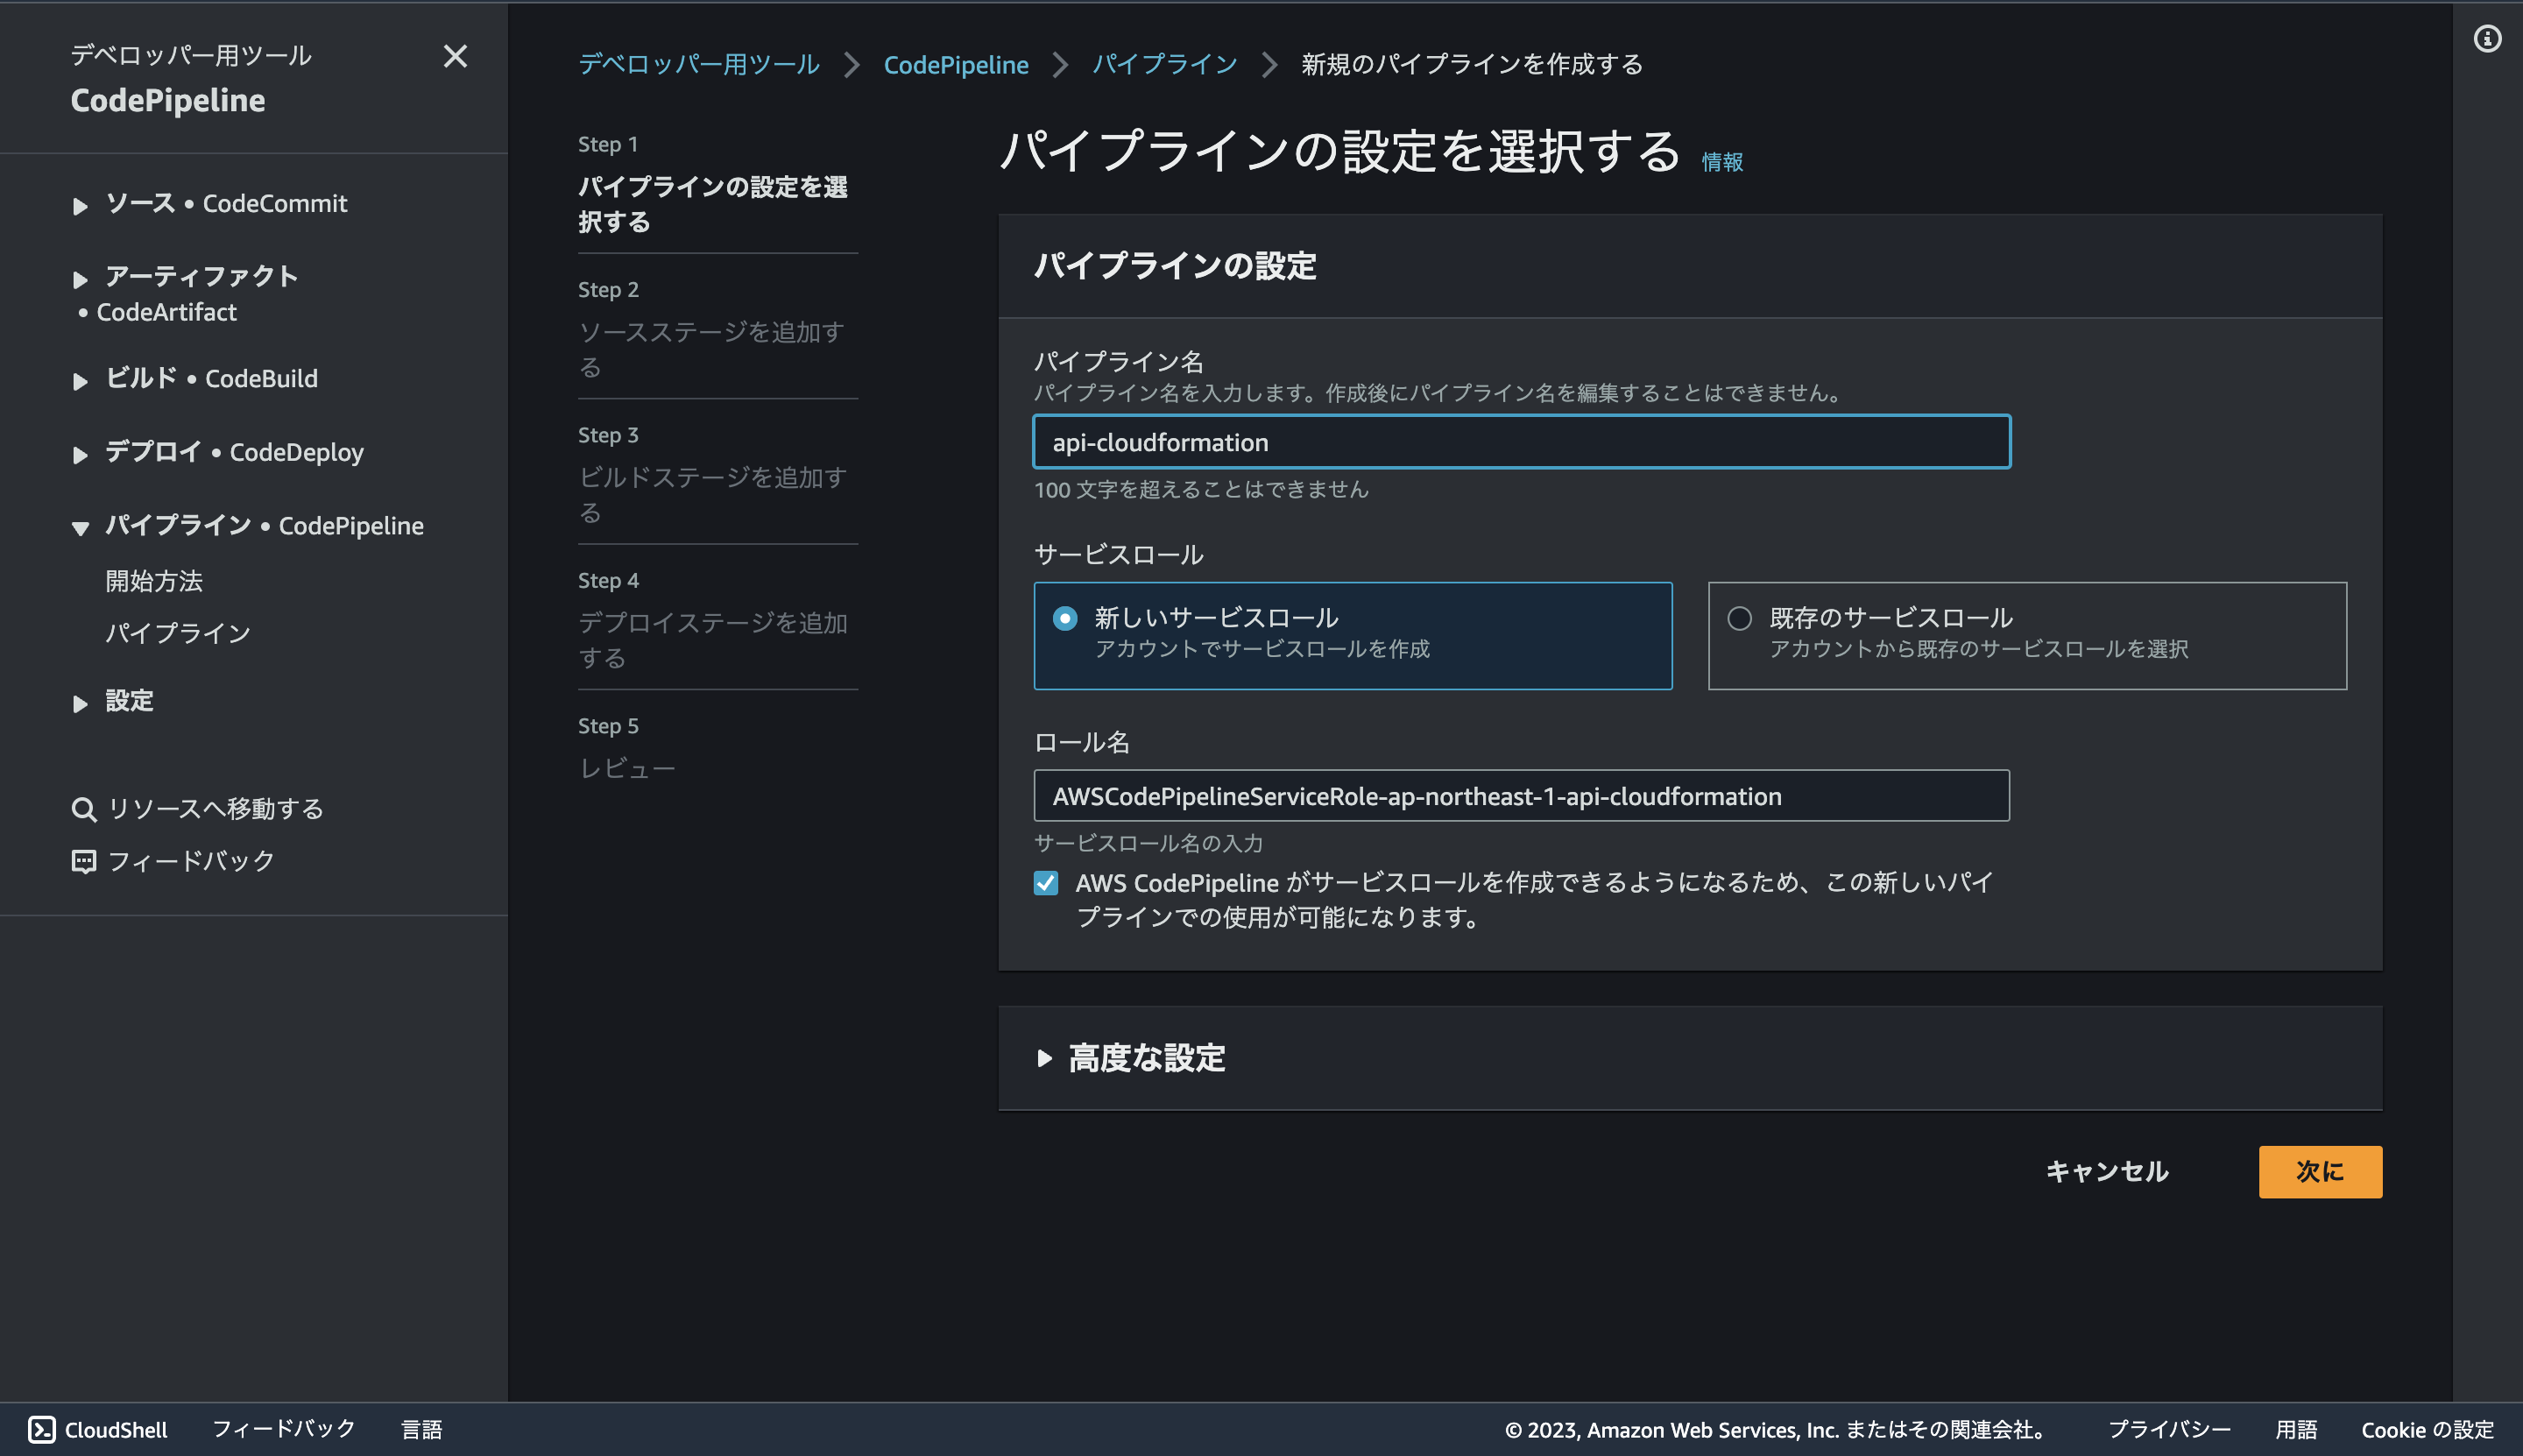 デベロッパー用ツール
CodePipeline
ソース • CodeCommit
アーティファクト
• CodeArtifact
ビルド • CodeBuild
デプロイ • CodeDeploy
パイプライン • CodePipeline
開始方法
パイプライン
設定
リソースへ移動する
フィードバック
デベロッパー用ツール CodePipeline パイプライン 新規のパイプラインを作成する
Step 1
パイプラインの設定を選
択する
Step 2
ソースステージを追加す
る
Step 3
ビルドステージを追加す
る
Step 4
デプロイステージを追加
する
Step 5
レビュー
パイプラインの設定を選択する 情報
パイプラインの設定
パイプライン名
パイプライン名を入力します。作成後にパイプライン名を編集することはできません。
api-cloudformation
100 文字を超えることはできません
サービスロール
新しいサービスロール
アカウントでサービスロールを作成
既存のサービスロール
アカウントから既存のサービスロールを選択
ロール名
AWSCodePipelineServiceRole-ap-northeast-1-api-cloudformation
サービスロール名の入力
AWS CodePipeline がサービスロールを作成できるようになるため、この新しいパイ
プラインでの使用が可能になります。
高度な設定
キャンセル 次に
CloudShell フィードバック 言語 © 2023, Amazon Web Services, Inc. またはその関連会社。 プライバシー 用語 Cookie の設定